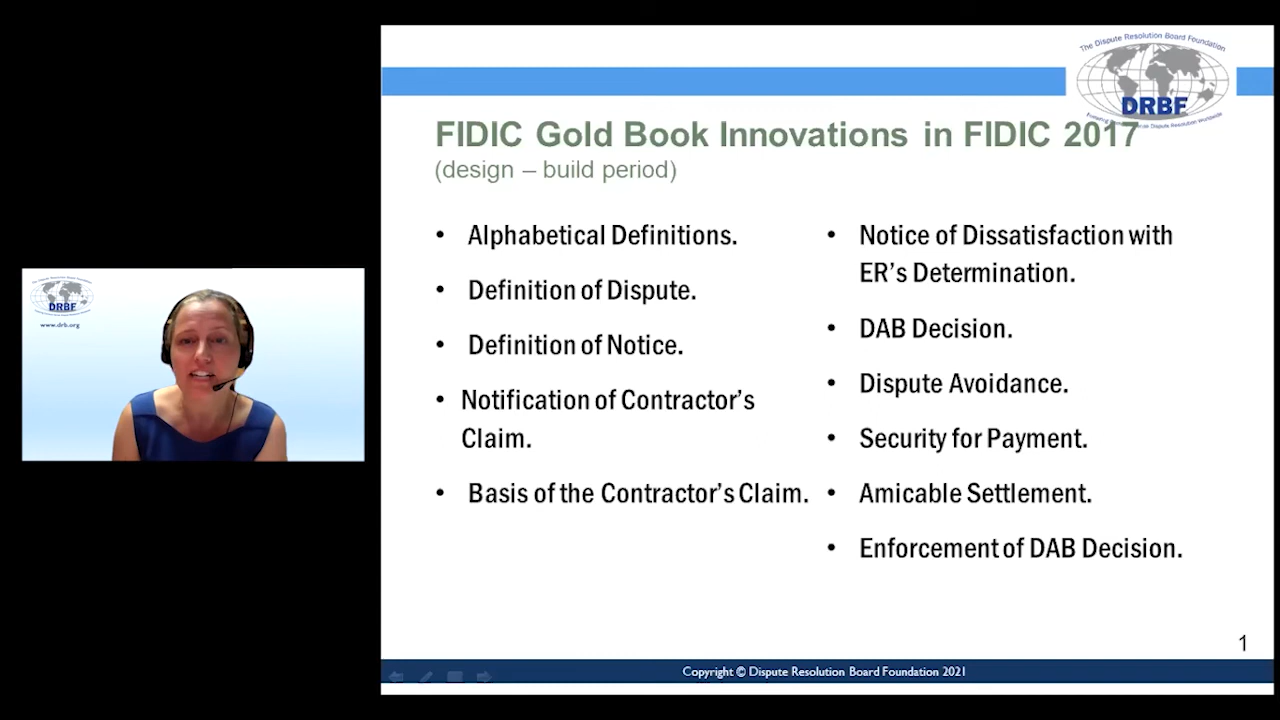 The Dispute Resolution Board Foundation
DRBF
FIDIC Gold Book Innovations in FIDIC 2017
(design – build period)
• Alphabetical Definitions.
• Definition of Dispute.
• Definition of Notice.
• Notification of Contractor's
Claim.
• Basis of the Contractor's Claim.
• Notice of Dissatisfaction with
ER's Determination.
• DAB Decision.
• Dispute Avoidance.
• Security for Payment.
• Amicable Settlement.
• Enforcement of DAB Decision.
DRBF
www.drb.org
1
Copyright © Dispute Resolution Board Foundation 2021